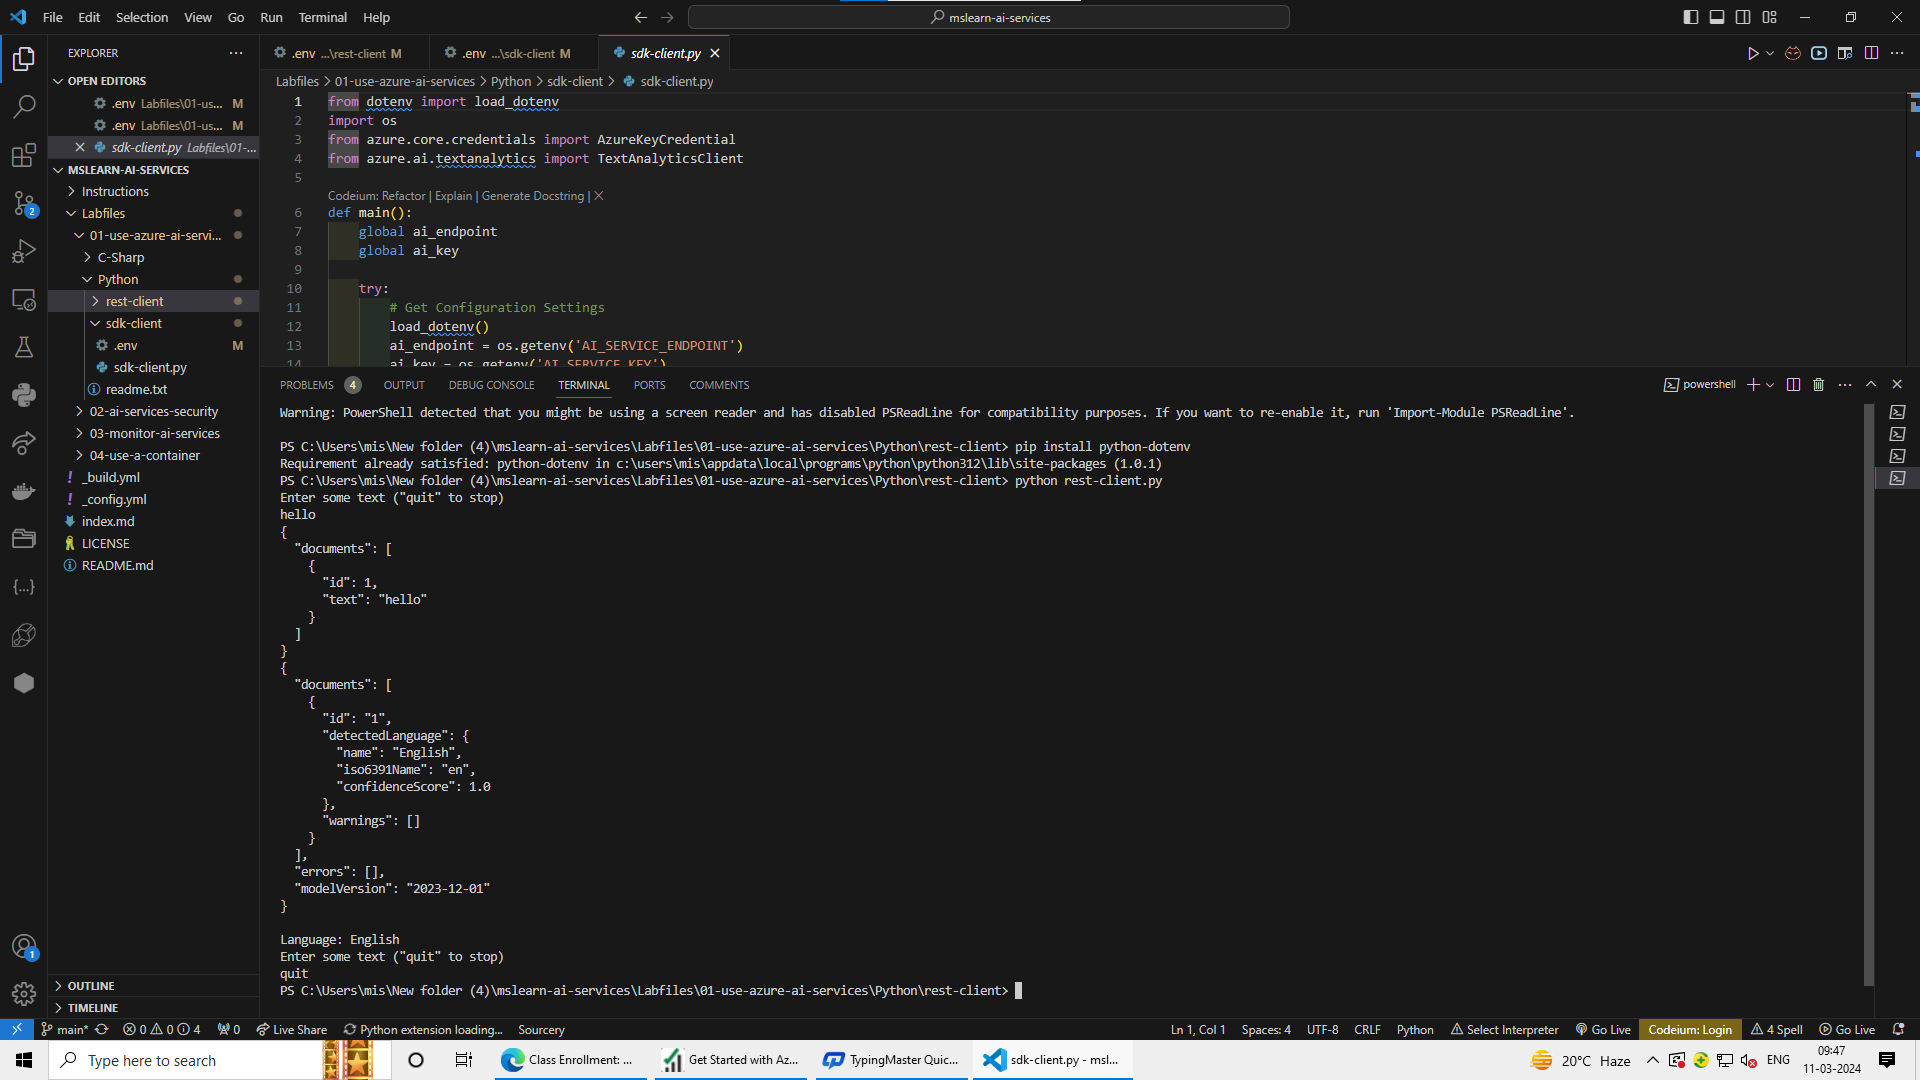 File Edit Selection View Go Run Terminal Help
mslearn-ai-services
EXPLORER
OPEN EDITORS
.env Labfiles\01-us... M
.env Labfiles\01-us... M
sdk-client.py Labfiles\01-...
MSLEARN-AI-SERVICES
Instructions
Labfiles
01-use-azure-ai-servi...
C-Sharp
Python
rest-client
sdk-client
.env M
sdk-client.py
readme.txt
02-ai-services-security
03-monitor-ai-services
04-use-a-container
_build.yml
_config.yml
index.md
LICENSE
README.md
OUTLINE
TIMELINE
.env ...\rest-client M
.env ...\sdk-client M
sdk-client.py
Labfiles > 01-use-azure-ai-services > Python > sdk-client > sdk-client.py
1 from dotenv import load_dotenv
2 import os
3 from azure.core.credentials import AzureKeyCredential
4 from azure.ai.textanalytics import TextAnalyticsClient
5
Codeium: Refactor | Explain | Generate Docstring | X
6 def main():
7 global ai_endpoint
8 global ai_key
9
10 try:
11 # Get Configuration Settings
12 load_dotenv()
13 ai_endpoint = os.getenv('AI_SERVICE_ENDPOINT')
14 ai_key = os.getenv('AI_SERVICE_KEY')
PROBLEMS 4 OUTPUT DEBUG CONSOLE TERMINAL PORTS COMMENTS
powershell
Warning: PowerShell detected that you might be using a screen reader and has disabled PSReadLine for compatibility purposes. If you want to re-enable it, run 'Import-Module PSReadLine'.
PS C:\Users\mis\New folder (4)\mslearn-ai-services\Labfiles\01-use-azure-ai-services\Python\rest-client> pip install python-dotenv
Requirement already satisfied: python-dotenv in c:\users\mis\appdata\local\programs\python\python312\lib\site-packages (1.0.1)
PS C:\Users\mis\New folder (4)\mslearn-ai-services\Labfiles\01-use-azure-ai-services\Python\rest-client> python rest-client.py
Enter some text ("quit" to stop)
hello
{
"documents": [
{
"id": 1,
"text": "hello"
}
]
}
{
"documents": [
{
"id": "1",
"detectedLanguage": {
"name": "English",
"iso6391Name": "en",
"confidenceScore": 1.0
},
"warnings": []
}
],
"errors": [],
"modelVersion": "2023-12-01"
}
Language: English
Enter some text ("quit" to stop)
quit
PS C:\Users\mis\New folder (4)\mslearn-ai-services\Labfiles\01-use-azure-ai-services\Python\rest-client>
2
1
main* 0 0 4 0 Live Share Python extension loading... Sourcery
Ln 1, Col 1 Spaces: 4 UTF-8 CRLF Python Select Interpreter Go Live Codeium: Login 4 Spell Go Live
Type here to search
Class Enrollment: ...
Get Started with Az...
TypingMaster Quic...
sdk-client.py - msl...
20°C Haze
ENG
09:47
11-03-2024